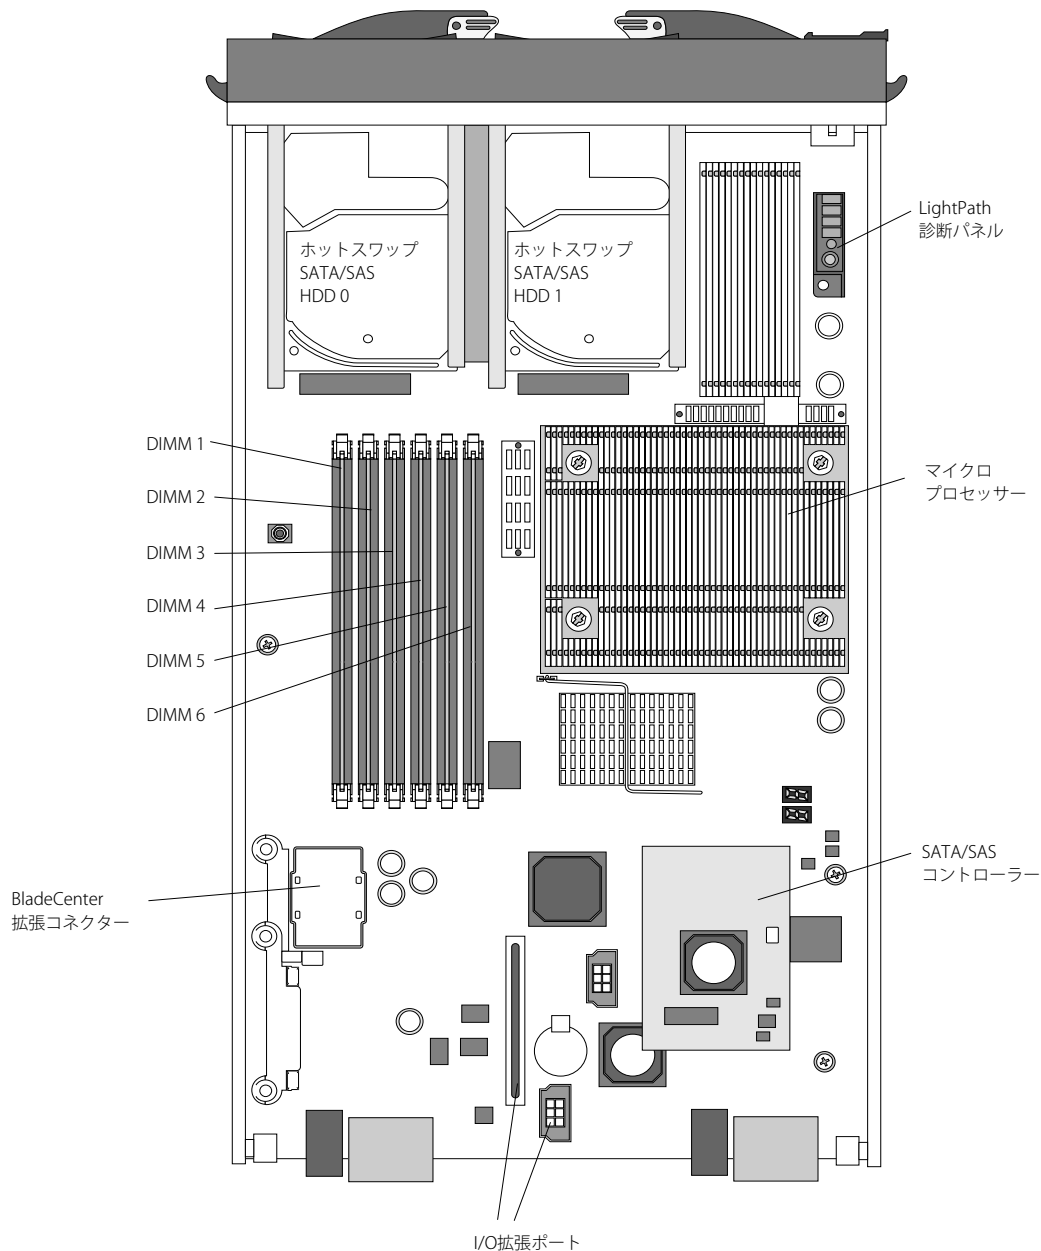 LightPath
診断パネル
ホットスワップ
SATA/SAS
HDD 0
ホットスワップ
SATA/SAS
HDD 1
DIMM 1
DIMM 2
DIMM 3
DIMM 4
DIMM 5
DIMM 6
マイクロ
プロセッサー
SATA/SAS
コントローラー
BladeCenter
拡張コネクター
I/O拡張ポート